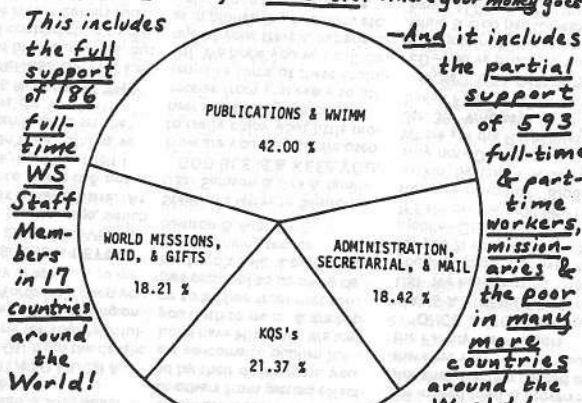 where your money goes
This includes
the full
support
of 186
full-
time
WS
Staff
Mem-
bers
in 17
countries
around
the
World!
—And it includes
the partial
support
of 593
full-time
& part-
time
workers,
mission-
aries &
the poor
in many
more
countries
around the
World!
PUBLICATIONS & WWIMM
42.00 %
WORLD MISSIONS,
AID, & GIFTS
18.21 %
ADMINISTRATION,
SECRETARIAL, & MAIL
18.42 %
KQS's
21.37 %